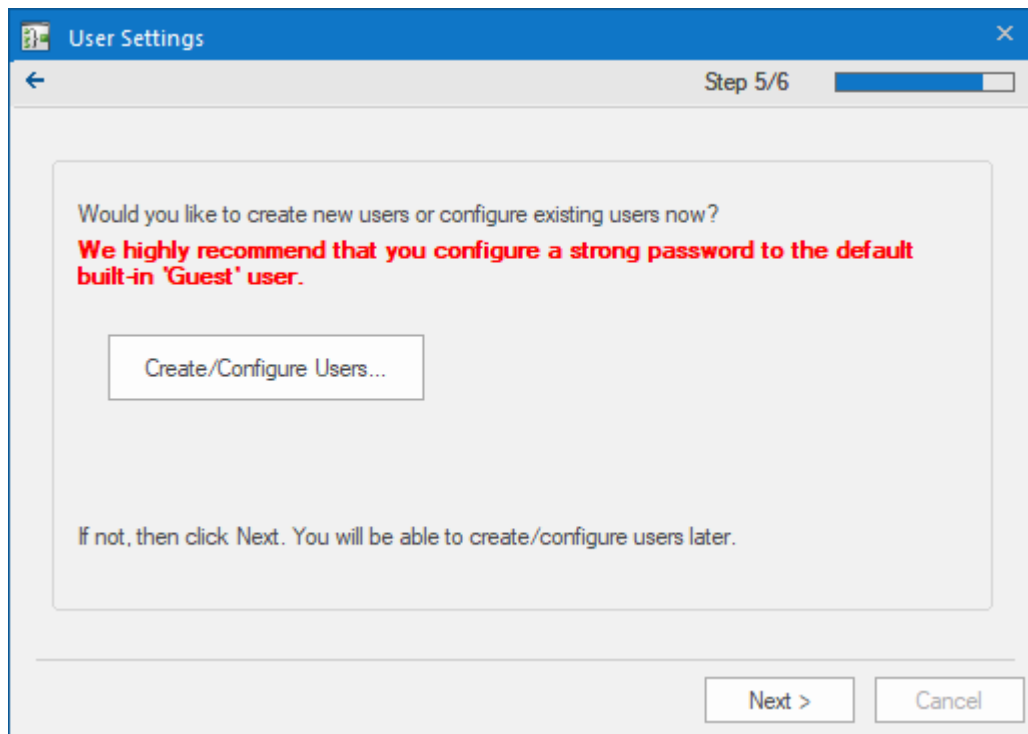 User Settings
Step 5/6
Would you like to create new users or configure existing users now?
We highly recommend that you configure a strong password to the default
built-in 'Guest' user.
Create/Configure Users...
If not, then click Next. You will be able to create/configure users later.
Next >
Cancel